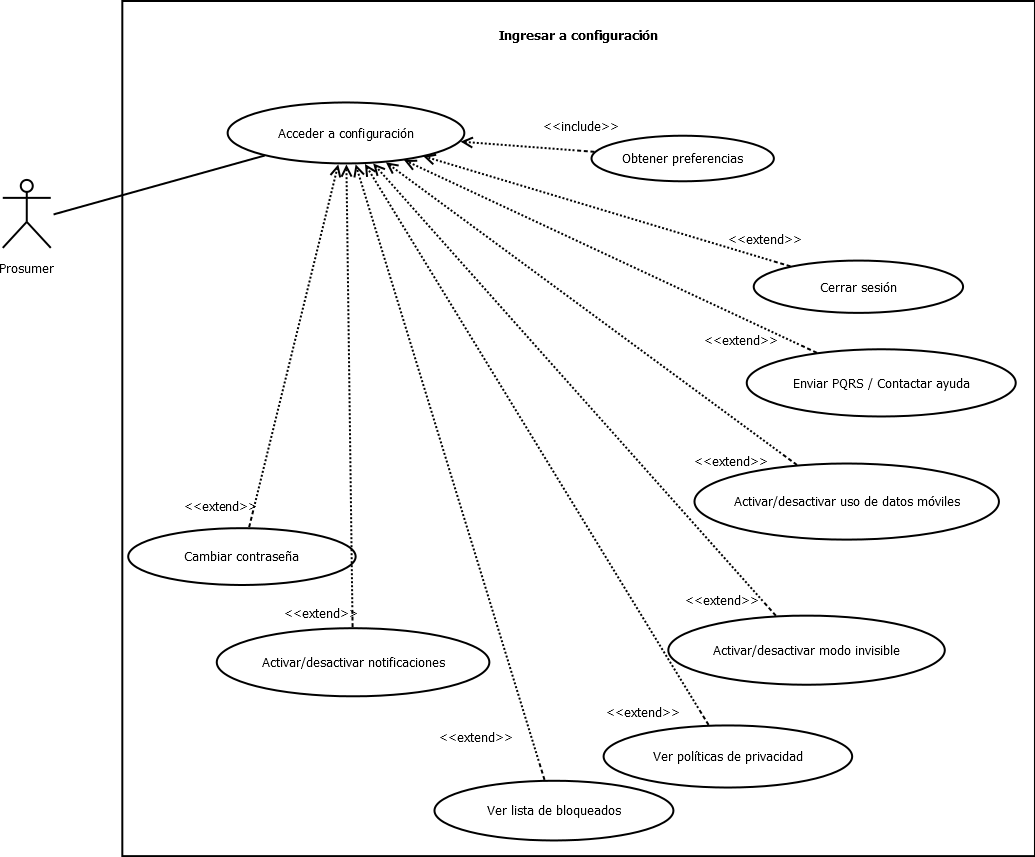 Ingresar a configuración
Acceder a configuración
<<include>>
Obtener preferencias
Prosumer
<<extend>>
Cerrar sesión
<<extend>>
Enviar PQRS / Contactar ayuda
<<extend>>
Activar/desactivar uso de datos móviles
<<extend>>
Cambiar contraseña
<<extend>>
Activar/desactivar modo invisible
<<extend>>
Activar/desactivar notificaciones
<<extend>>
Ver políticas de privacidad
<<extend>>
Ver lista de bloqueados